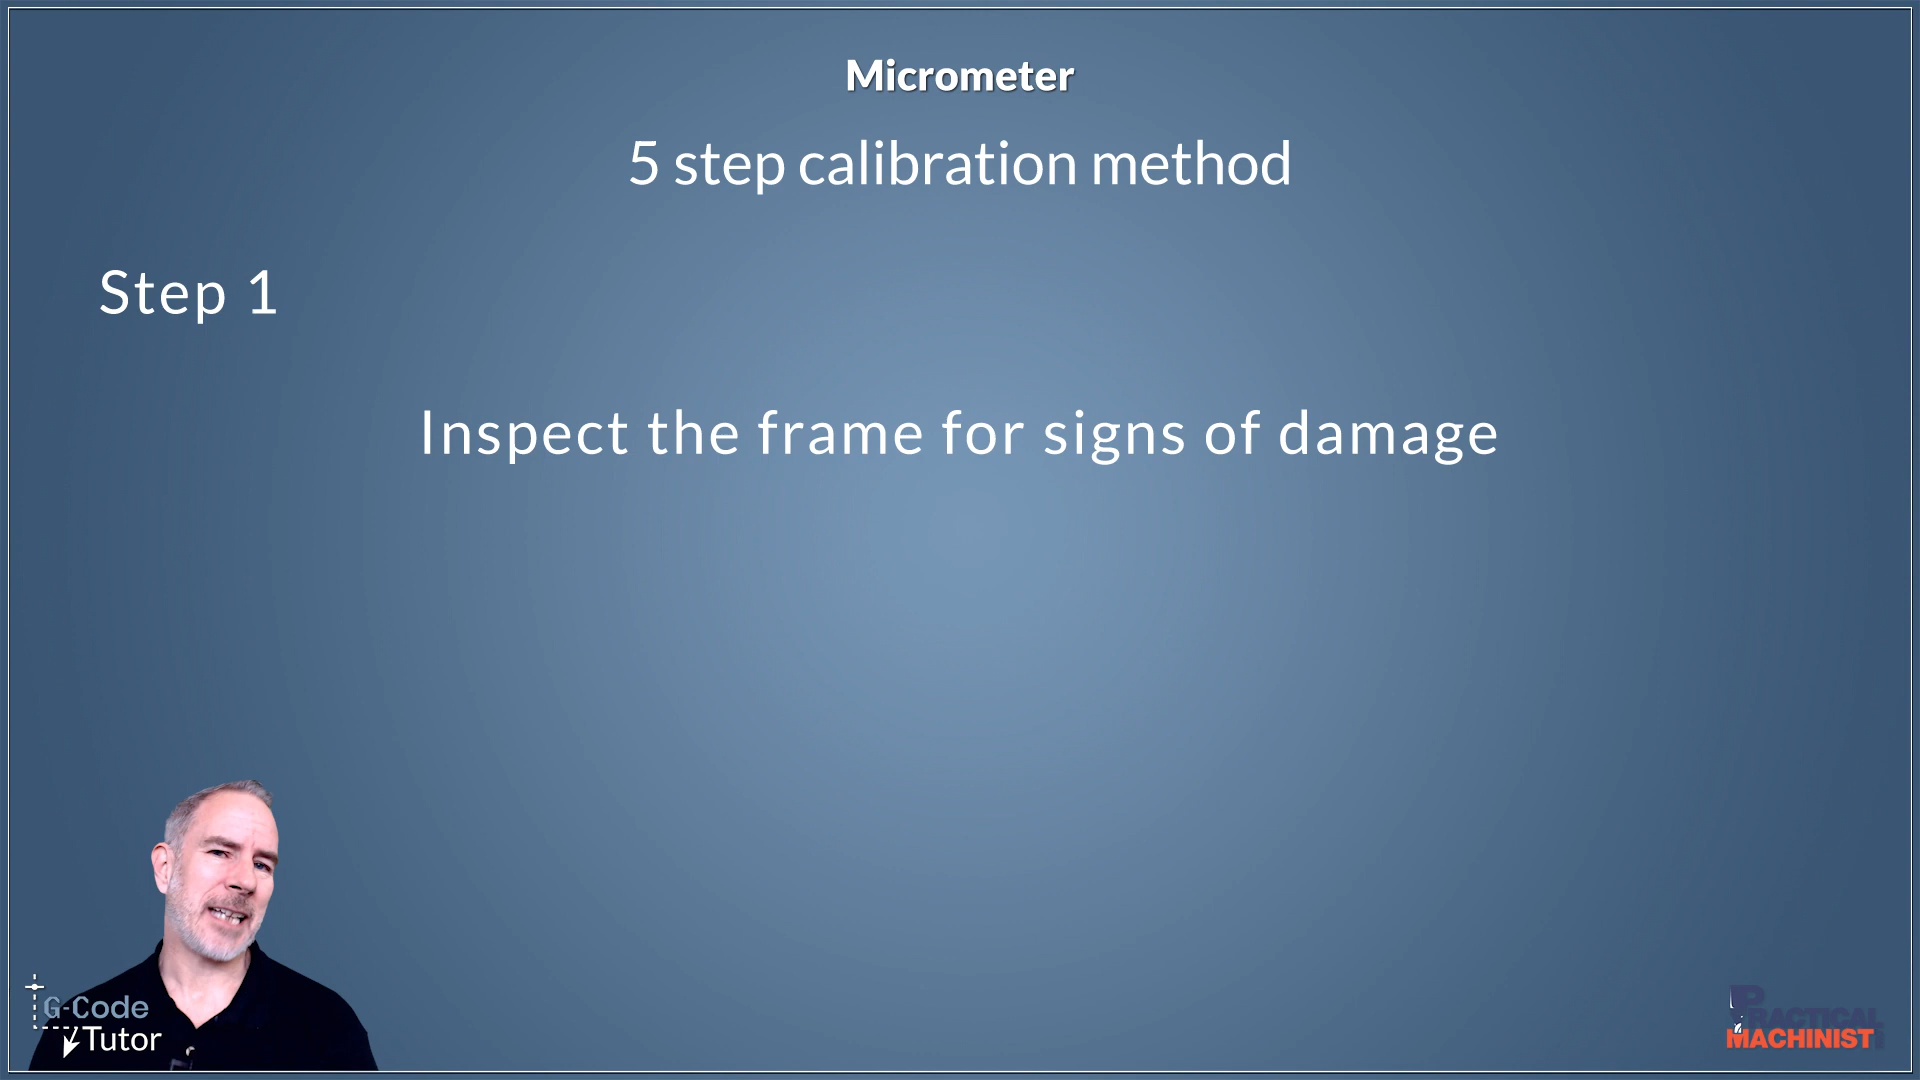 Micrometer
5 step calibration method
Step 1
Inspect the frame for signs of damage
G-Code
Tutor
PRACTICAL
MACHINIST